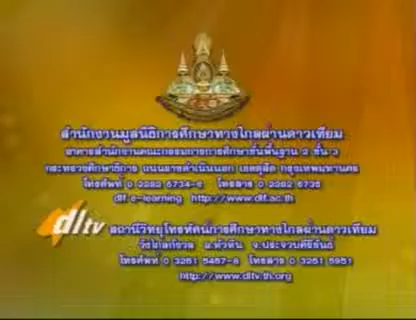 สำนักงานมูลนิธิการศึกษาทางไกลผ่านดาวเทียม
อาคารสำนักงานคณะกรรมการการศึกษาขั้นพื้นฐาน 2 ชั้น
กระทรวงศึกษาธิการ ถนนราชดำเนินนอก เขตดุสิต กรุงเทพมหานคร
โทรศัพท์ 0 2282 6734 โทรสาร 0 2282 6735
dlf e-learning http://www.dlf.ac.th
dltv สถานีวิทยุโทรทัศน์การศึกษาทางไกลผ่านดาวเทียม
วังไกลกังวล อ.หัวหิน จ.ประจวบคีรีขันธ์
โทรศัพท์ 0 3251 5457-8 โทรสาร 0 3251 5951
http://www.dltv.th.org